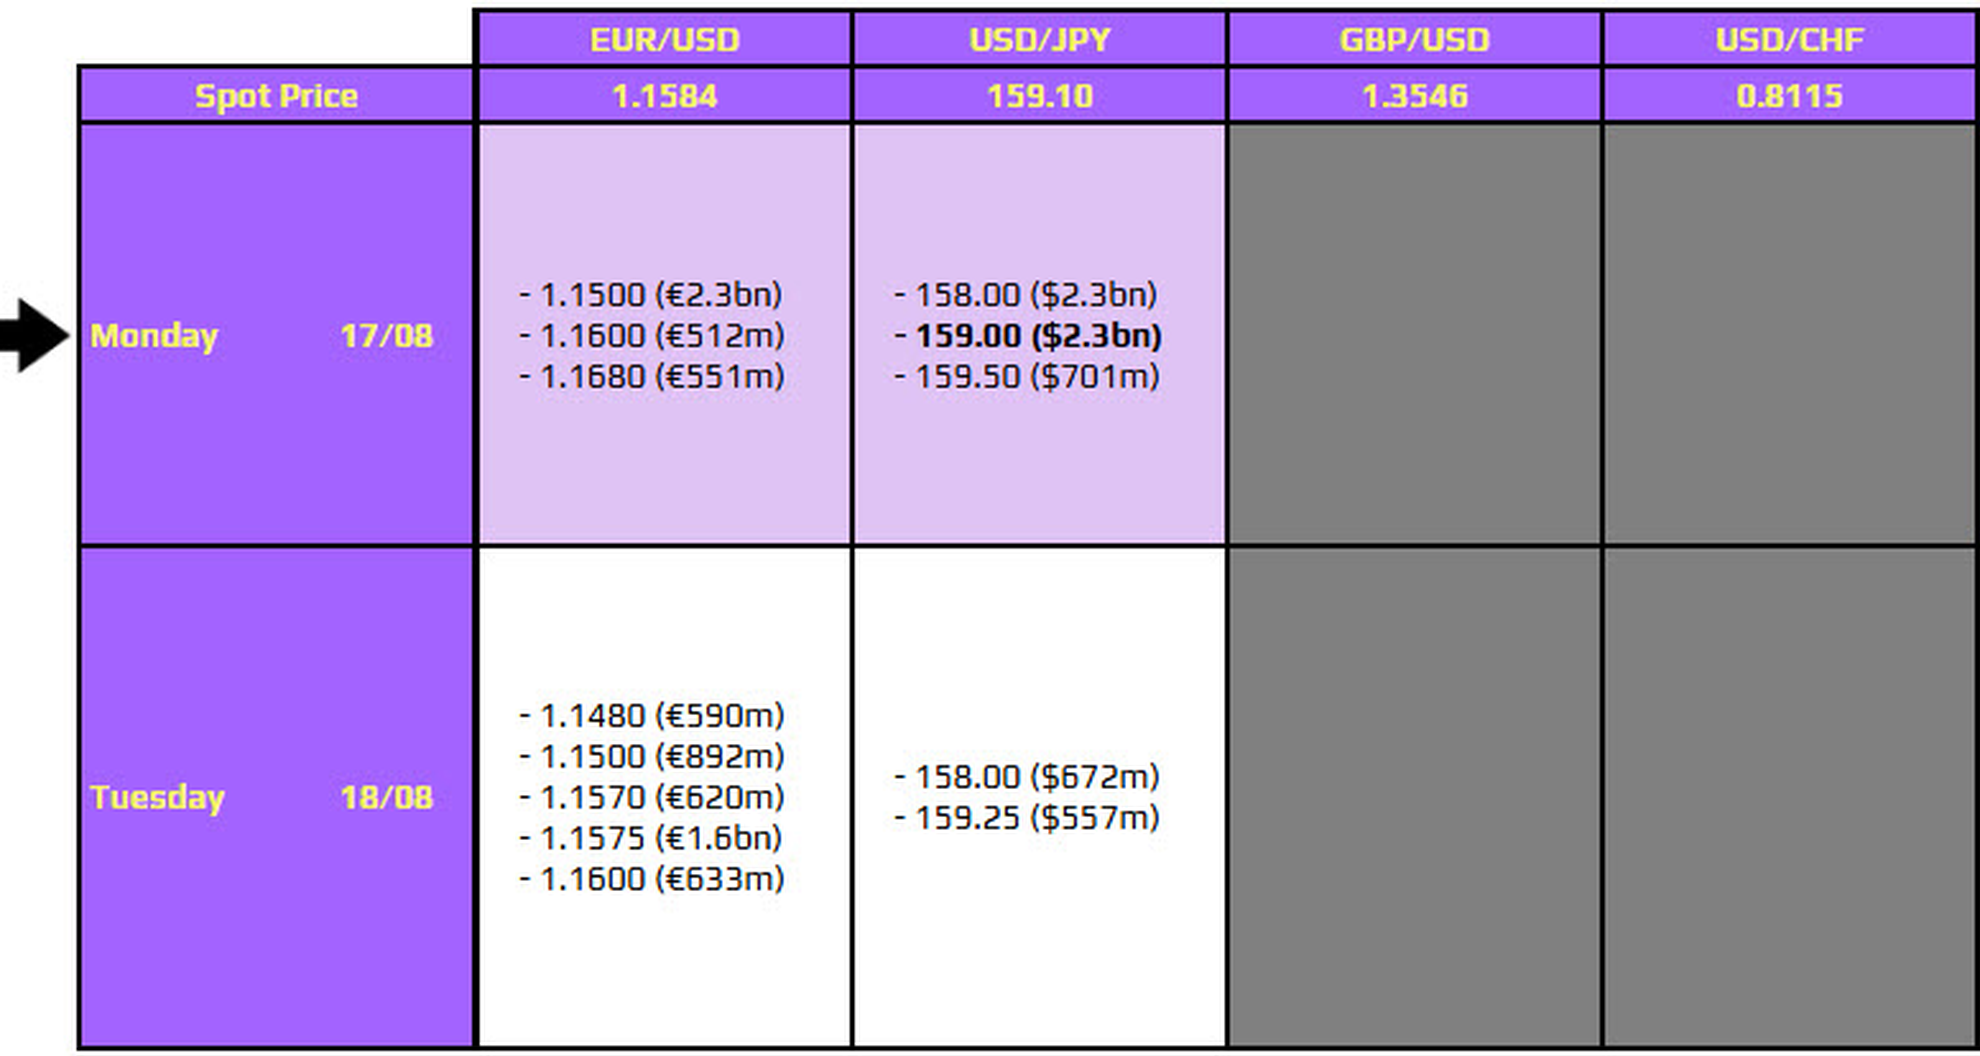 EUR/USD USD/JPY GBP/USD USD/CHF
Spot Price 1.1584 159.10 1.3546 0.8115
Monday 17/08
- 1.1500 (€2.3bn)
- 1.1600 (€512m)
- 1.1680 (€551m)
- 158.00 ($2.3bn)
- 159.00 ($2.3bn)
- 159.50 ($701m)
Tuesday 18/08
- 1.1480 (€590m)
- 1.1500 (€892m)
- 1.1570 (€620m)
- 1.1575 (€1.6bn)
- 1.1600 (€633m)
- 158.00 ($672m)
- 159.25 ($557m)